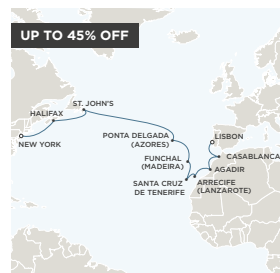 UP TO 45% OFF
ST. JOHN'S
HALIFAX
NEW YORK
PONTA DELGADA
(AZORES)
LISBON
CASABLANCA
FUNCHAL
(MADEIRA)
AGADIR
SANTA CRUZ
DE TENERIFE
ARRECIFE
(LANZAROTE)